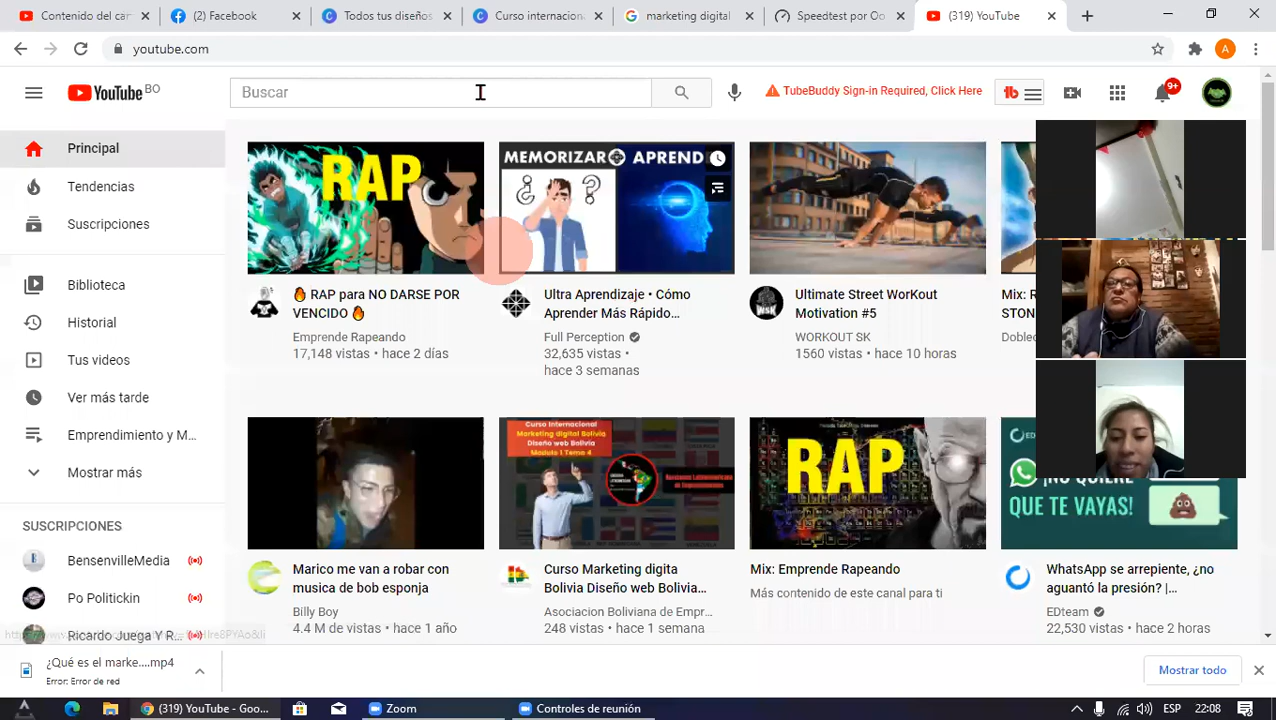 Contenido del can
(2) Facebook
Todos tus diseños
Curso internacion
marketing digital
Speedtest por Oo
(319) YouTube
youtube.com
YouTube BO
Buscar
TubeBuddy Sign-in Required, Click Here
tb
9+
Principal
Tendencias
Suscripciones
Biblioteca
Historial
Tus videos
Ver más tarde
Emprendimiento y M...
Mostrar más
SUSCRIPCIONES
BensenvilleMedia
Po Politickin
Ricardo Juega Y R...
RAP
MEMORIZAR O APREND
¿ ?
🔥 RAP para NO DARSE POR
VENCIDO 🔥
Emprende Rapeando
17,148 vistas • hace 2 días
Ultra Aprendizaje • Cómo
Aprender Más Rápido...
Full Perception
32,635 vistas •
hace 3 semanas
WSK
Ultimate Street WorKout
Motivation #5
WORKOUT SK
1560 vistas • hace 10 horas
Mix: R
STON
Doblec
Curso Internacional
Marketing digital Bolivia
Diseño web Bolivia
Modulo 1 Tema 4
RAP
EDt
¡NO QUIERE
QUE TE VAYAS!
Marico me van a robar con
musica de bob esponja
Billy Boy
4.4 M de vistas • hace 1 año
Curso Marketing digita
Bolivia Diseño web Bolivia...
Asociacion Boliviana de Empr...
248 vistas • hace 1 semana
Mix: Emprende Rapeando
Más contenido de este canal para ti
WhatsApp se arrepiente, ¿no
aguantó la presión? |...
EDteam
22,530 vistas • hace 2 horas
¿Qué es el marke....mp4
Error: Error de red
Mostrar todo
(319) YouTube - Goo...
Zoom
Controles de reunión
ESP
22:08